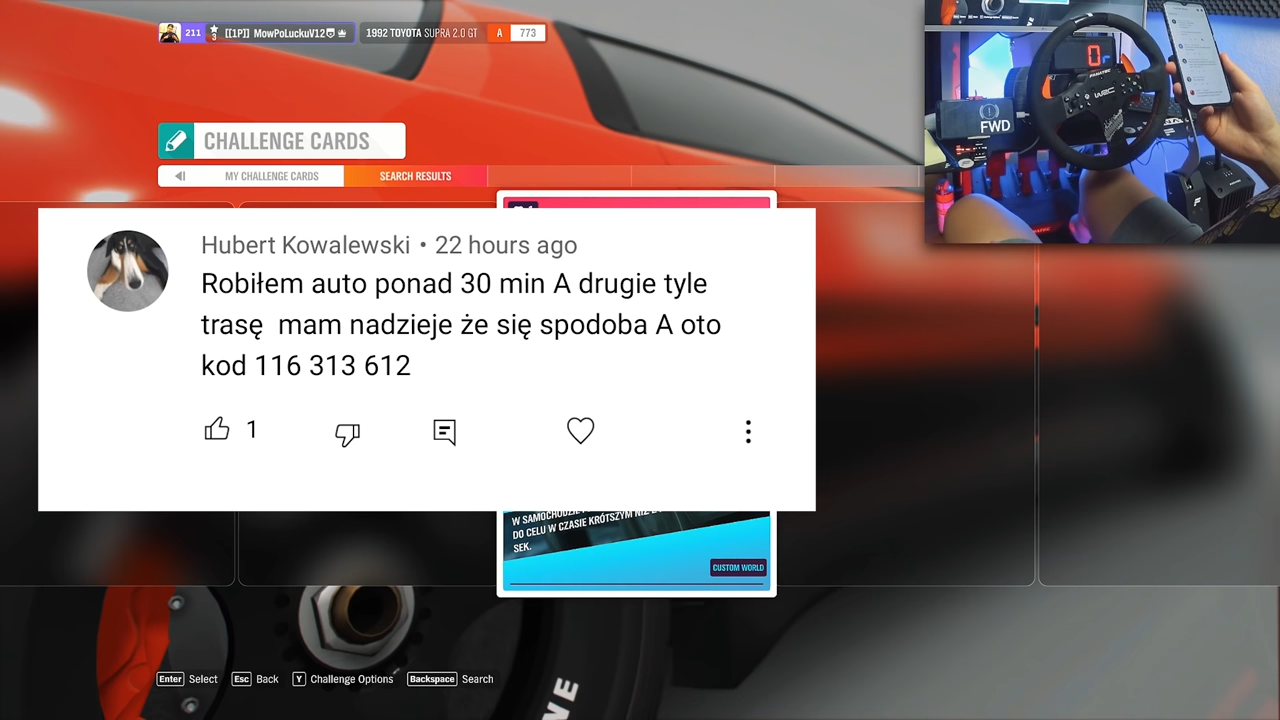 211 3 [[1P]] MowPoLuckuV12 1992 TOYOTA SUPRA 2.0 GT A 773
CHALLENGE CARDS
MY CHALLENGE CARDS SEARCH RESULTS
Hubert Kowalewski • 22 hours ago
Robiłem auto ponad 30 min A drugie tyle
trasę mam nadzieje że się spodoba A oto
kod 116 313 612
1
W SAMOCHODZIE
DO CELU W CZASIE KRÓTSZYM NIŻ
SEK.
CUSTOM WORLD
Enter Select Esc Back Y Challenge Options Backspace Search
FANATEC
WRC
FWD